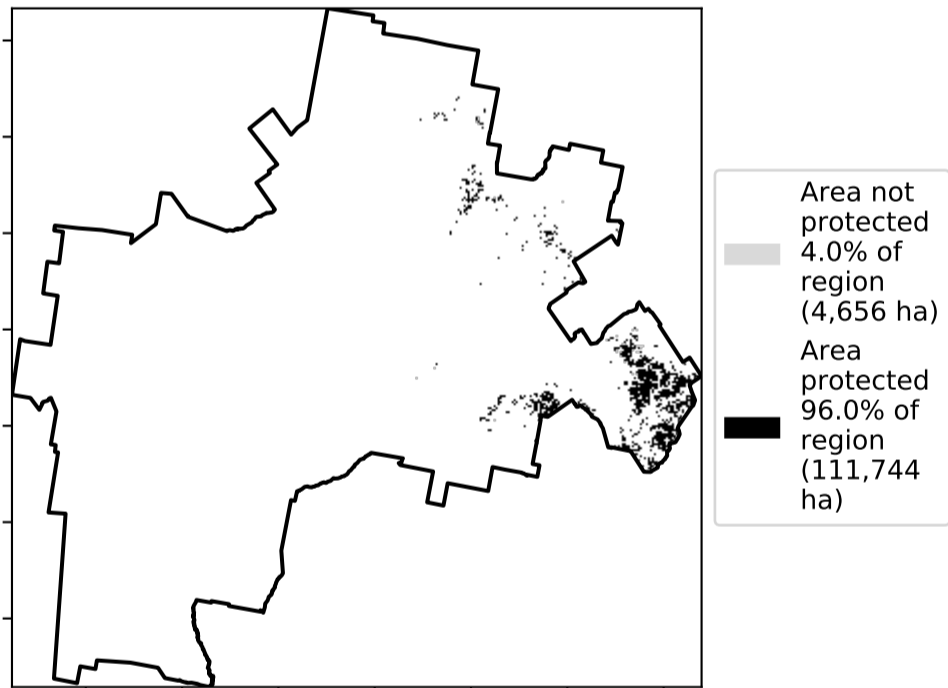 Area not
protected
4.0% of
region
(4,656 ha)
Area
protected
96.0% of
region
(111,744
ha)